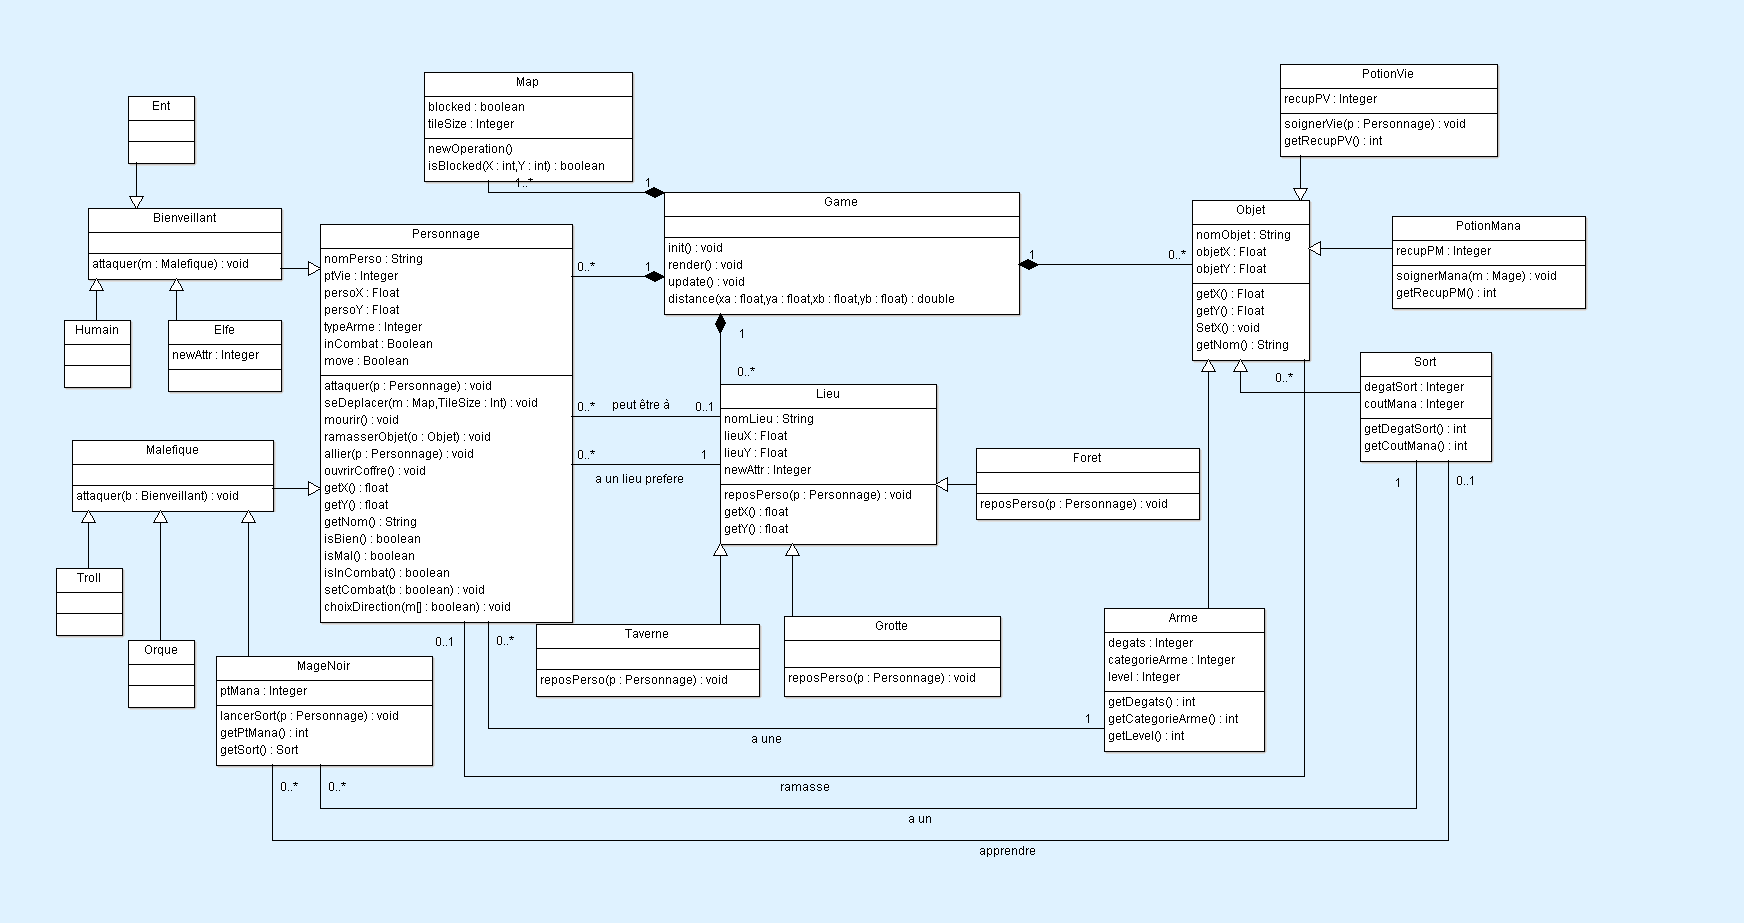 Map
blocked : boolean
tileSize : Integer
newOperation()
isBlocked(X : int,Y : int) : boolean
1..*
1
PotionVie
recupPV : Integer
soignerVie(p : Personnage) : void
getRecupPV() : int
Ent
Bienveillant
attaquer(m : Malefique) : void
Humain
Elfe
newAttr : Integer
Personnage
nomPerso : String
ptVie : Integer
persoX : Float
persoY : Float
typeArme : Integer
inCombat : Boolean
move : Boolean
attaquer(p : Personnage) : void
seDeplacer(m : Map,TileSize : Int) : void
mourir() : void
ramasserObjet(o : Objet) : void
allier(p : Personnage) : void
ouvrirCoffre() : void
getX() : float
getY() : float
getNom() : String
isBien() : boolean
isMal() : boolean
isInCombat() : boolean
setCombat(b : boolean) : void
choixDirection(m[] : boolean) : void
Game
init() : void
render() : void
update() : void
distance(xa : float,ya : float,xb : float,yb : float) : double
0..*
1
1
0..*
1
0..*
Objet
nomObjet : String
objetX : Float
objetY : Float
getX() : Float
getY() : Float
SetX() : void
getNom() : String
PotionMana
recupPM : Integer
soignerMana(m : Mage) : void
getRecupPM() : int
Sort
degatSort : Integer
coutMana : Integer
getDegatSort() : int
getCoutMana() : int
0..*
1
0..1
Lieu
nomLieu : String
lieuX : Float
lieuY : Float
newAttr : Integer
reposPerso(p : Personnage) : void
getX() : float
getY() : float
0..*
peut être à
0..1
0..*
1
a un lieu prefere
Foret
reposPerso(p : Personnage) : void
Malefique
attaquer(b : Bienveillant) : void
Troll
Orque
MageNoir
ptMana : Integer
lancerSort(p : Personnage) : void
getPtMana() : int
getSort() : Sort
0..1
0..*
Taverne
reposPerso(p : Personnage) : void
Grotte
reposPerso(p : Personnage) : void
Arme
degats : Integer
categorieArme : Integer
level : Integer
getDegats() : int
getCategorieArme() : int
getLevel() : int
1
a une
0..*
0..*
ramasse
a un
apprendre